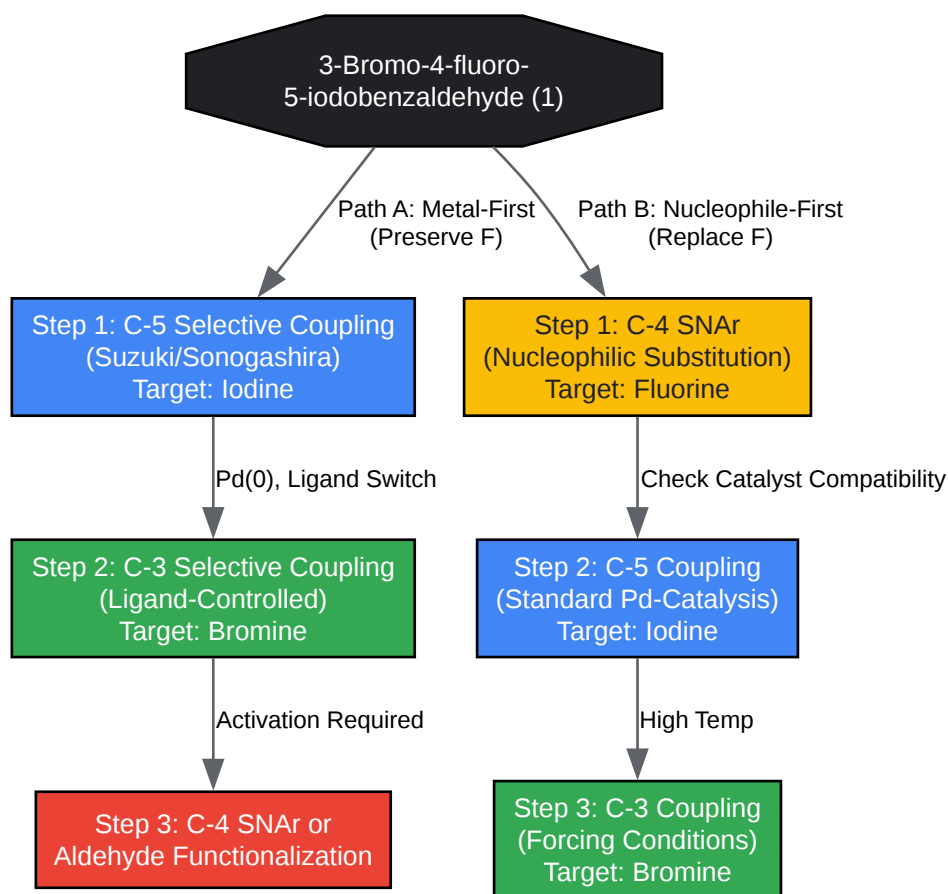 3-Bromo-4-fluoro-
5-iodobenzaldehyde (1)
Path A: Metal-First
(Preserve F)
Path B: Nucleophile-First
(Replace F)
Step 1: C-5 Selective Coupling
(Suzuki/Sonogashira)
Target: Iodine
Step 1: C-4 SNAr
(Nucleophilic Substitution)
Target: Fluorine
Pd(0), Ligand Switch
Check Catalyst Compatibility
Step 2: C-3 Selective Coupling
(Ligand-Controlled)
Target: Bromine
Step 2: C-5 Coupling
(Standard Pd-Catalysis)
Target: Iodine
Activation Required
High Temp
Step 3: C-4 SNAr or
Aldehyde Functionalization
Step 3: C-3 Coupling
(Forcing Conditions)
Target: Bromine